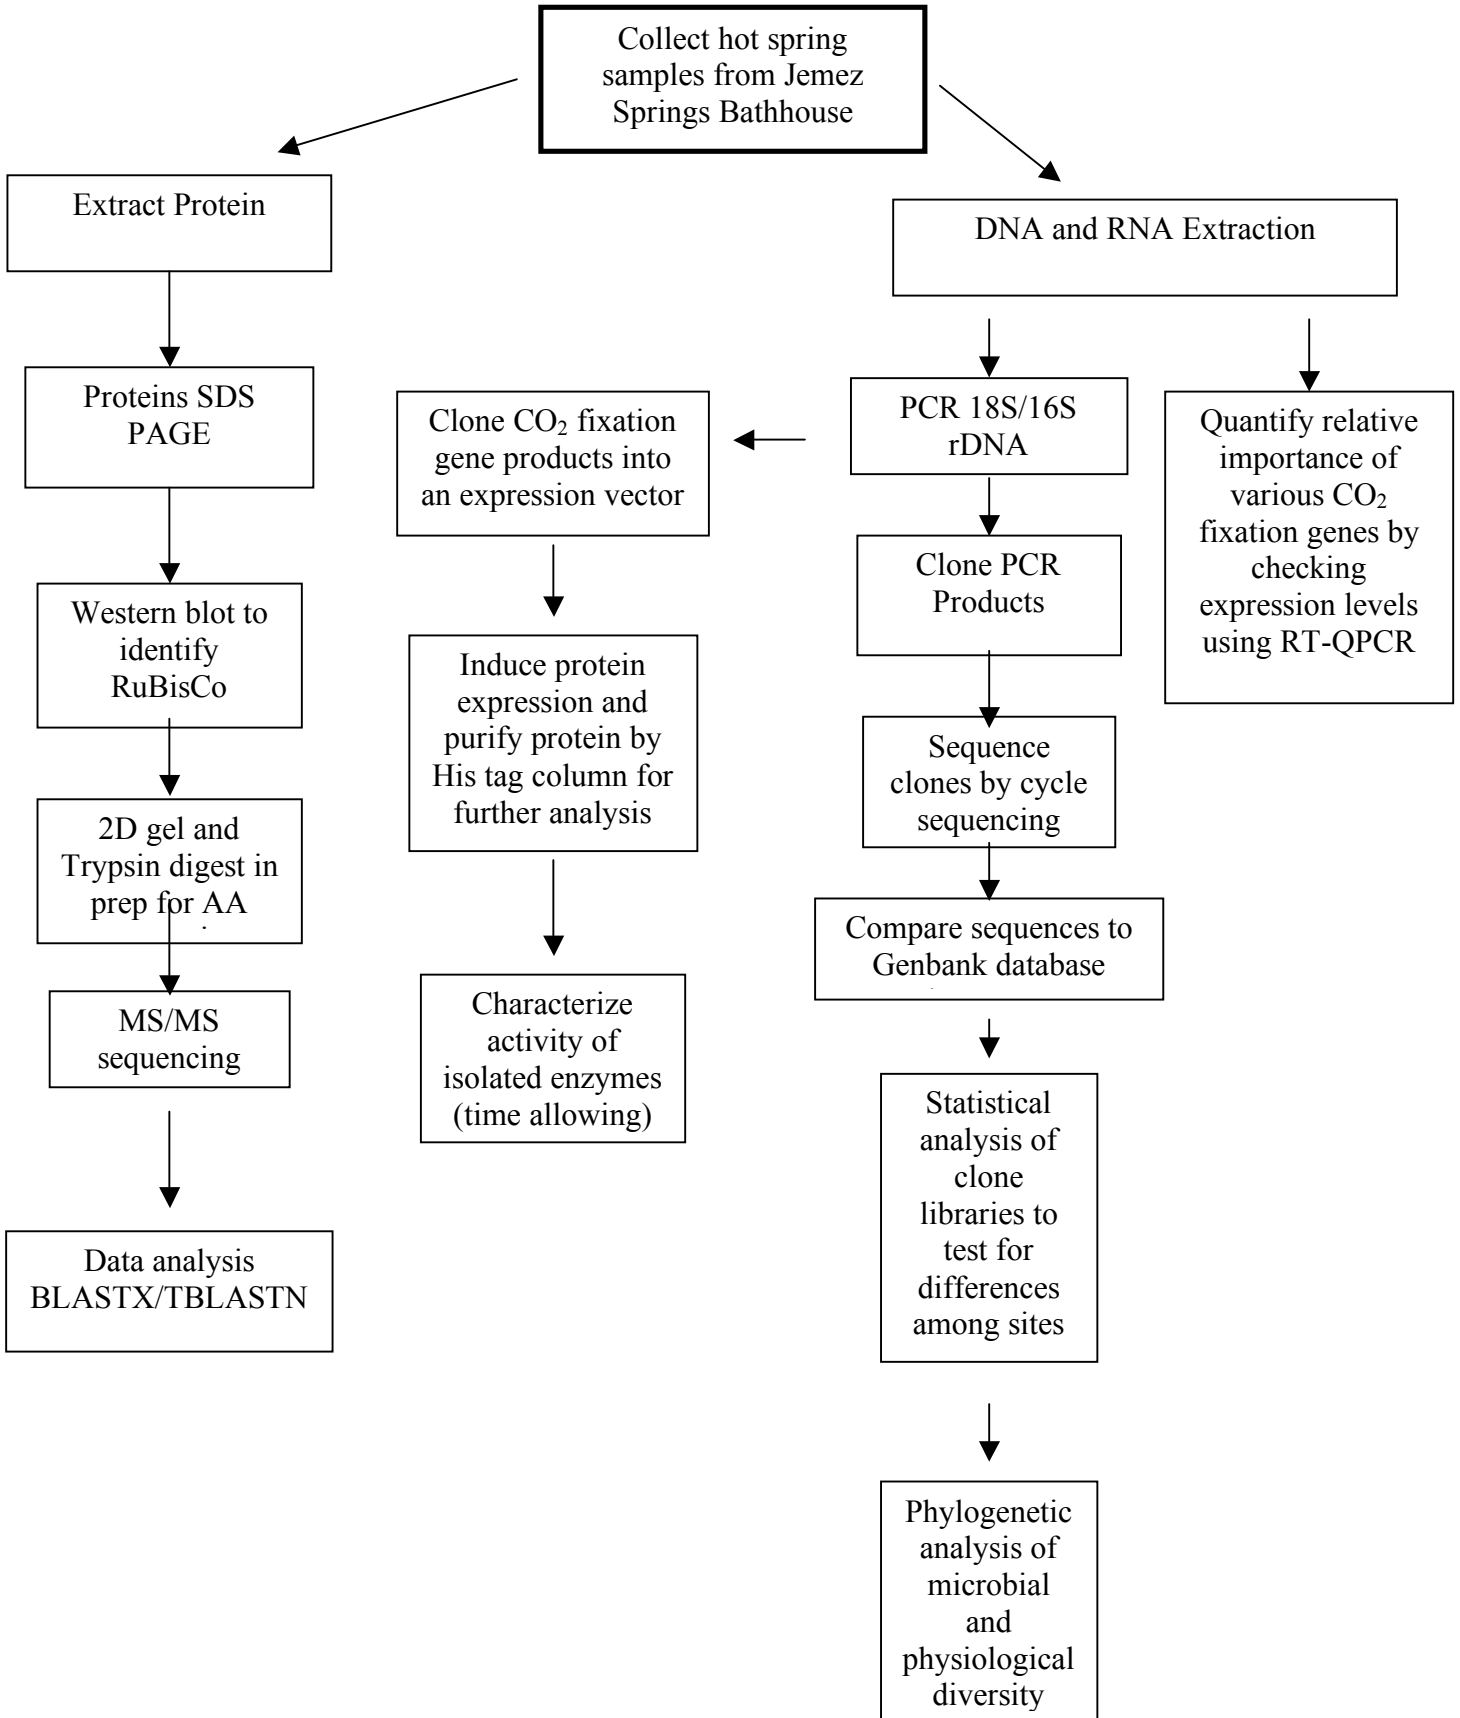 Collect hot spring
samples from Jemez
Springs Bathhouse
Extract Protein
DNA and RNA Extraction
Proteins SDS
PAGE
Western blot to
identify
RuBisCo
2D gel and
Trypsin digest in
prep for AA
MS/MS
sequencing
Data analysis
BLASTX/TBLASTN
Clone CO₂ fixation
gene products into
an expression vector
Induce protein
expression and
purify protein by
His tag column for
further analysis
Characterize
activity of
isolated enzymes
(time allowing)
PCR 18S/16S
rDNA
Clone PCR
Products
Sequence
clones by cycle
sequencing
Compare sequences to
Genbank database
Statistical
analysis of
clone
libraries to
test for
differences
among sites
Phylogenetic
analysis of
microbial
and
physiological
diversity
Quantify relative
importance of
various CO₂
fixation genes by
checking
expression levels
using RT-QPCR